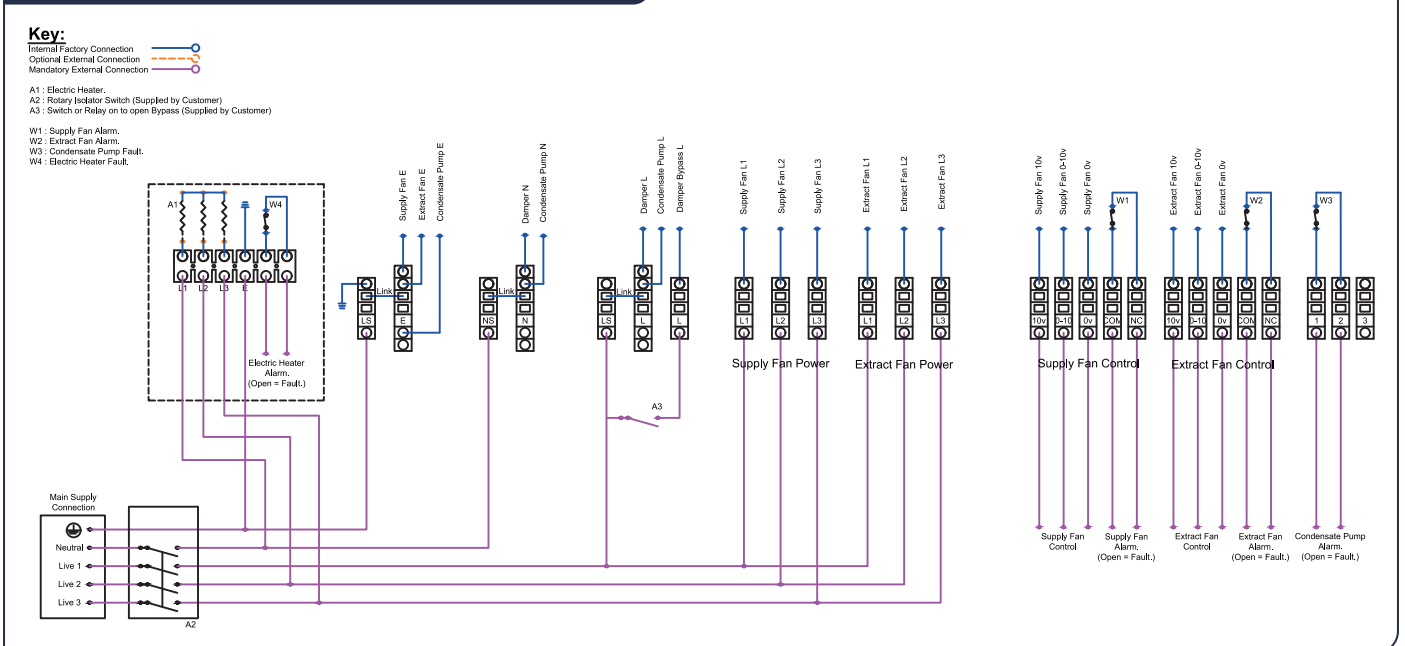 Key:
Internal Factory Connection
Optional External Connection
Mandatory External Connection
A1 : Electric Heater.
A2 : Rotary Isolator Switch (Supplied by Customer)
A3 : Switch or Relay on to open Bypass (Supplied by Customer)
W1 : Supply Fan Alarm.
W2 : Extract Fan Alarm.
W3 : Condensate Pump Fault.
W4 : Electric Heater Fault.
Supply Fan E
Extract Fan E
Condensate Pump E
Damper N
Condensate Pump N
Damper L
Condensate Pump L
Damper Bypass L
Supply Fan L1
Supply Fan L2
Supply Fan L3
Extract Fan L1
Extract Fan L2
Extract Fan L3
Supply Fan 10v
Supply Fan 0-10v
Supply Fan 0v
W1
Extract Fan 10v
Extract Fan 0-10v
Extract Fan 0v
W2
W3
A1
W4
L1
L2
L3
E
Link
Link
Link
LS
E
NS
N
LS
L
L
L1
L2
L3
L1
L2
L3
10v
0-10
0v
COM
NC
10v
0-10
0v
COM
NC
1
2
3
Electric Heater
Alarm.
(Open = Fault.)
Supply Fan Power
Extract Fan Power
Supply Fan Control
Extract Fan Control
A3
Main Supply
Connection
Neutral
Live 1
Live 2
Live 3
A2
Supply Fan
Control
Supply Fan
Alarm.
(Open = Fault.)
Extract Fan
Control
Extract Fan
Alarm.
(Open = Fault.)
Condensate Pump
Alarm.
(Open = Fault.)